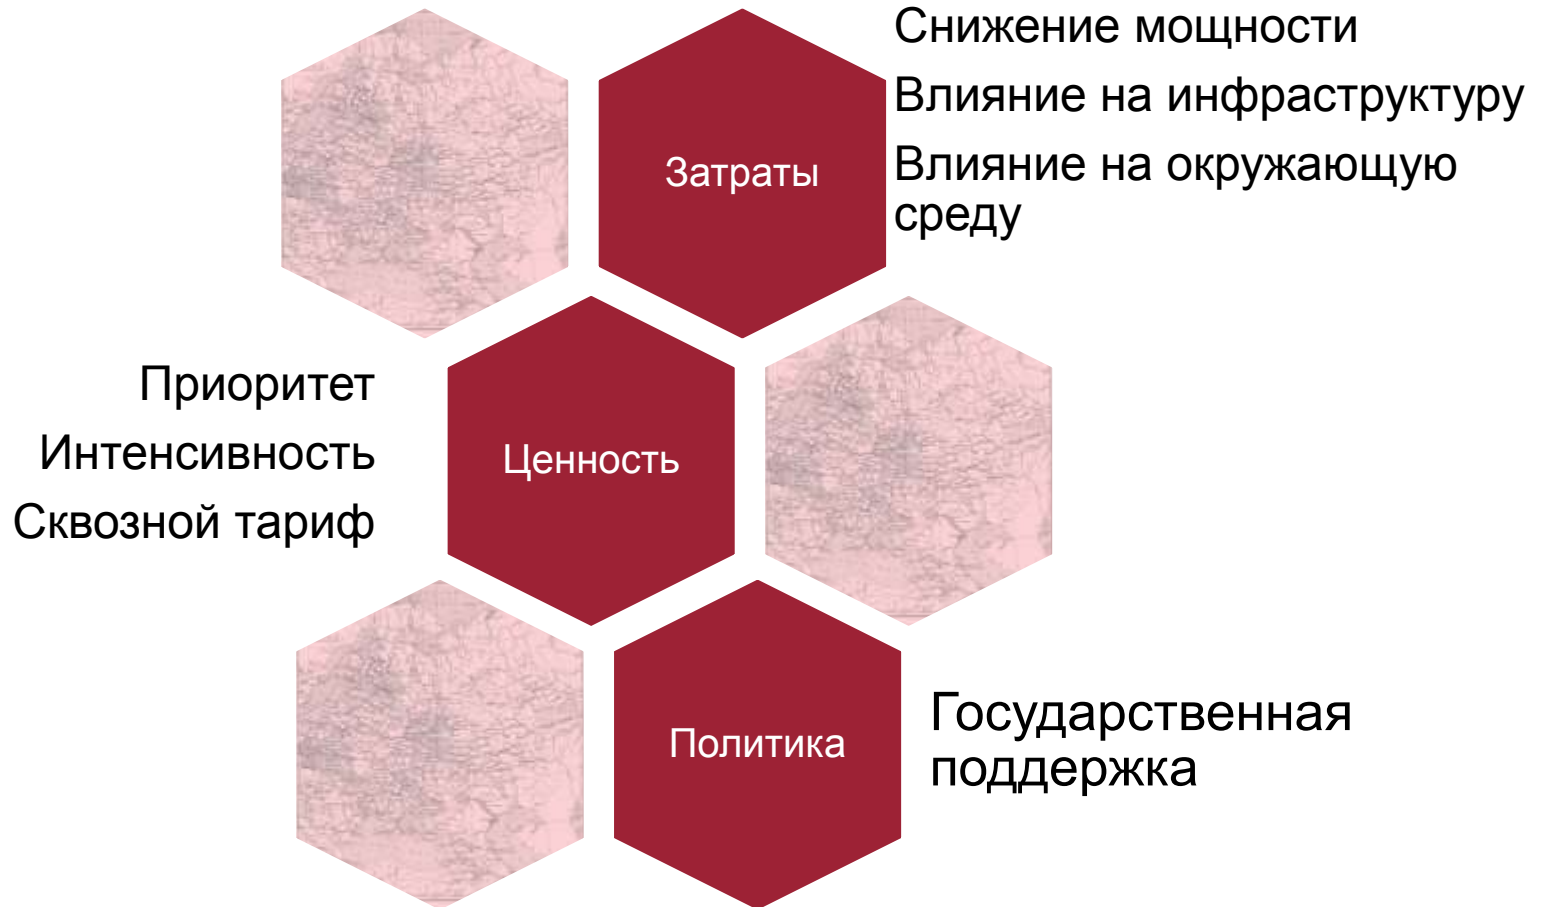 Затраты
Снижение мощности
Влияние на инфраструктуру
Влияние на окружающую
среду
Ценность
Приоритет
Интенсивность
Сквозной тариф
Политика
Государственная
поддержка